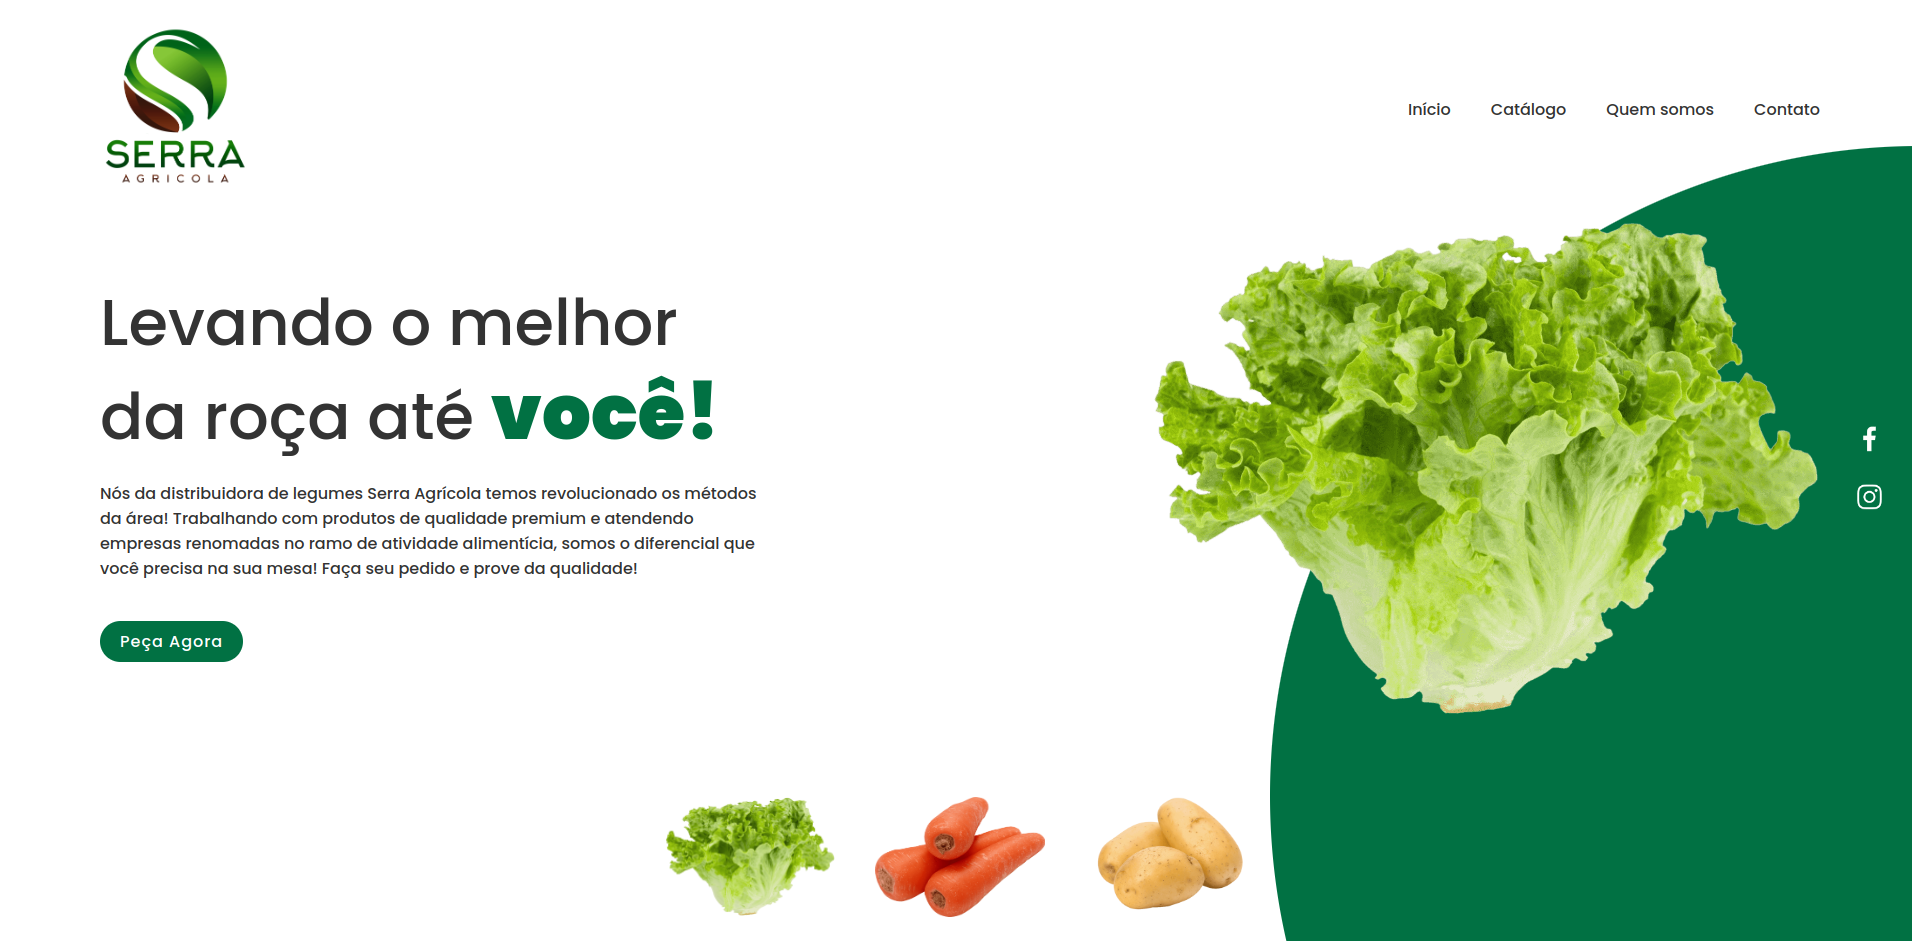 SERRA
AGRICOLA
Início Catálogo Quem somos Contato
Levando o melhor
da roça até você!
Nós da distribuidora de legumes Serra Agrícola temos revolucionado os métodos
da área! Trabalhando com produtos de qualidade premium e atendendo
empresas renomadas no ramo de atividade alimentícia, somos o diferencial que
você precisa na sua mesa! Faça seu pedido e prove da qualidade!
Peça Agora